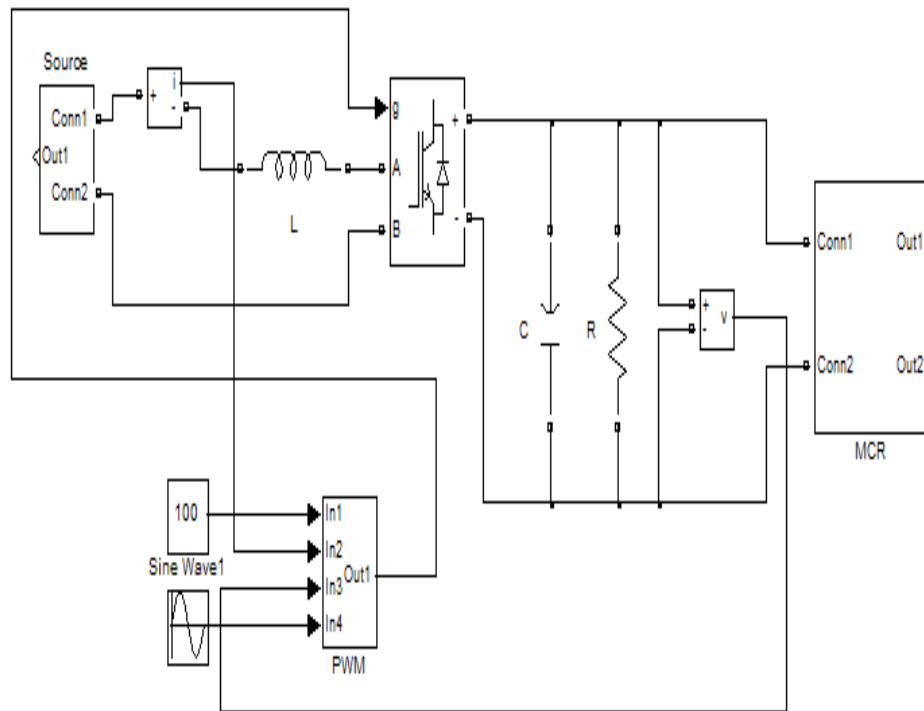 Source
Conn1
Out1
Conn2
+
i
-
L
g
A
B
+
-
C
R
+
-
v
Conn1
Out1
Conn2
Out2
MCR
100
Sine Wave1
In1
In2
In3
In4
Out1
PWM